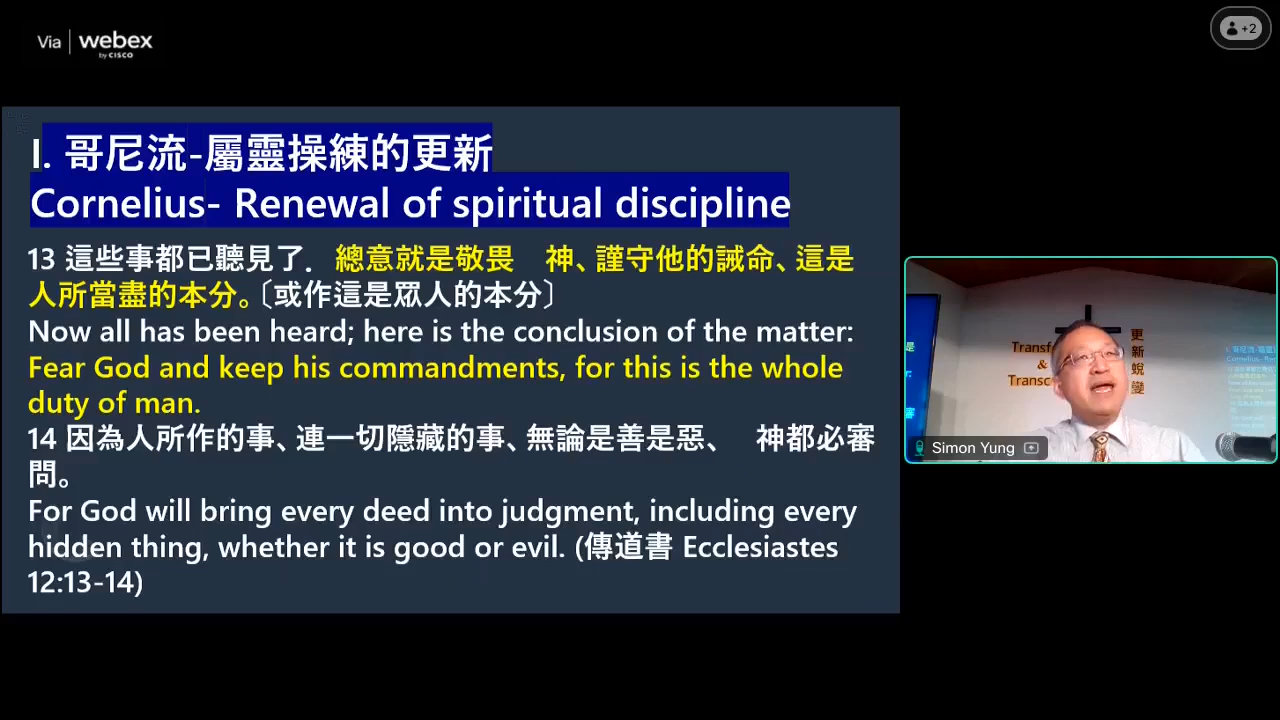 Via webex
by CISCO
+2
I. 哥尼流-屬靈操練的更新
Cornelius- Renewal of spiritual discipline
13 這些事都已聽見了．總意就是敬畏　神、謹守他的誡命、這是
人所當盡的本分。〔或作這是眾人的本分〕
Now all has been heard; here is the conclusion of the matter:
Fear God and keep his commandments, for this is the whole
duty of man.
14 因為人所作的事、連一切隱藏的事、無論是善是惡、　神都必審
問。
For God will bring every deed into judgment, including every
hidden thing, whether it is good or evil. (傳道書 Ecclesiastes
12:13-14)
更新蛻變
&
Simon Yung